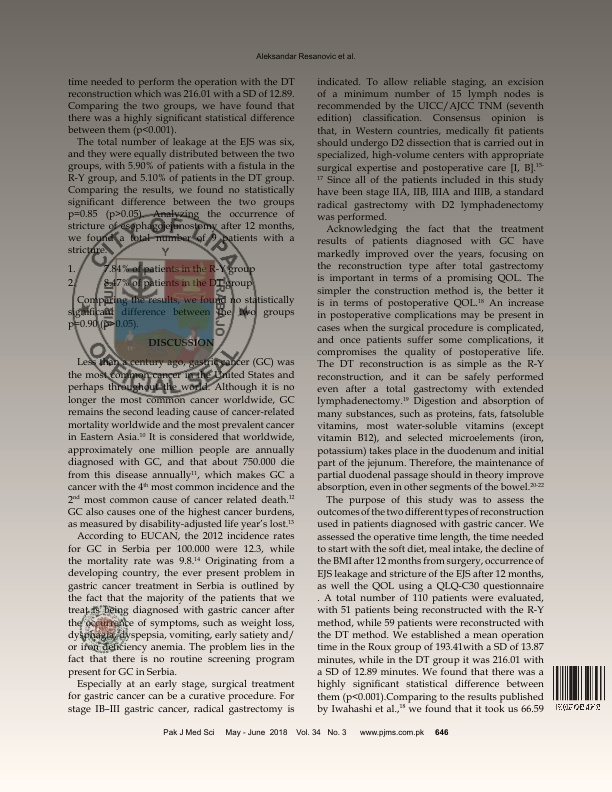 Aleksandar Resanovic et al.
time needed to perform the operation with the DT
reconstruction which was 216.01 with a SD of 12.89.
Comparing the two groups, we have found that
there was a highly significant statistical difference
between them (p<0.001).
The total number of leakage at the EJS was six,
and they were equally distributed between the two
groups, with 5.90% of patients with a fistula in the
R-Y group, and 5.10% of patients in the DT group.
Comparing the results, we found no statistically
significant difference between the two groups
p=0.85 (p>0.05). Analyzing the occurrence of
stricture of esophagojejunostomy after 12 months,
we found a total number of 9 patients with a
stricture.
1. 7.84% of patients in the R-Y group
2. 8.47% of patients in the DT group
Comparing the results, we found no statistically
significant difference between the two groups
p=0.90 (p>0.05).
DISCUSSION
Less than a century ago, gastric cancer (GC) was
the most common cancer in the United States and
perhaps throughout the world. Although it is no
longer the most common cancer worldwide, GC
remains the second leading cause of cancer-related
mortality worldwide and the most prevalent cancer
in Eastern Asia.10 It is considered that worldwide,
approximately one million people are annually
diagnosed with GC, and that about 750.000 die
from this disease annually11, which makes GC a
cancer with the 4th most common incidence and the
2nd most common cause of cancer related death.12
GC also causes one of the highest cancer burdens,
as measured by disability-adjusted life year's lost.13
According to EUCAN, the 2012 incidence rates
for GC in Serbia per 100.000 were 12.3, while
the mortality rate was 9.8.14 Originating from a
developing country, the ever present problem in
gastric cancer treatment in Serbia is outlined by
the fact that the majority of the patients that we
treat is being diagnosed with gastric cancer after
the occurrence of symptoms, such as weight loss,
dysphagia, dyspepsia, vomiting, early satiety and/
or iron deficiency anemia. The problem lies in the
fact that there is no routine screening program
present for GC in Serbia.
Especially at an early stage, surgical treatment
for gastric cancer can be a curative procedure. For
stage IB–III gastric cancer, radical gastrectomy is
indicated. To allow reliable staging, an excision
of a minimum number of 15 lymph nodes is
recommended by the UICC/AJCC TNM (seventh
edition) classification. Consensus opinion is
that, in Western countries, medically fit patients
should undergo D2 dissection that is carried out in
specialized, high-volume centers with appropriate
surgical expertise and postoperative care [I, B].15-
17 Since all of the patients included in this study
have been stage IIA, IIB, IIIA and IIIB, a standard
radical gastrectomy with D2 lymphadenectomy
was performed.
Acknowledging the fact that the treatment
results of patients diagnosed with GC have
markedly improved over the years, focusing on
the reconstruction type after total gastrectomy
is important in terms of a promising QOL. The
simpler the construction method is, the better it
is in terms of postoperative QOL.18 An increase
in postoperative complications may be present in
cases when the surgical procedure is complicated,
and once patients suffer some complications, it
compromises the quality of postoperative life.
The DT reconstruction is as simple as the R-Y
reconstruction, and it can be safely performed
even after a total gastrectomy with extended
lymphadenectomy.19 Digestion and absorption of
many substances, such as proteins, fats, fatsoluble
vitamins, most water-soluble vitamins (except
vitamin B12), and selected microelements (iron,
potassium) takes place in the duodenum and initial
part of the jejunum. Therefore, the maintenance of
partial duodenal passage should in theory improve
absorption, even in other segments of the bowel.20-22
The purpose of this study was to assess the
outcomes of the two different types of reconstruction
used in patients diagnosed with gastric cancer. We
assessed the operative time length, the time needed
to start with the soft diet, meal intake, the decline of
the BMI after 12 months from surgery, occurrence of
EJS leakage and stricture of the EJS after 12 months,
as well the QOL using a QLQ-C30 questionnaire
. A total number of 110 patients were evaluated,
with 51 patients being reconstructed with the R-Y
method, while 59 patients were reconstructed with
the DT method. We established a mean operation
time in the Roux group of 193.41with a SD of 13.87
minutes, while in the DT group it was 216.01 with
a SD of 12.89 minutes. We found that there was a
highly significant statistical difference between
them (p<0.001).Comparing to the results published
by Iwahashi et al.,18 we found that it took us 66.59
Pak J Med Sci May - June 2018 Vol. 34 No. 3 www.pjms.com.pk 646